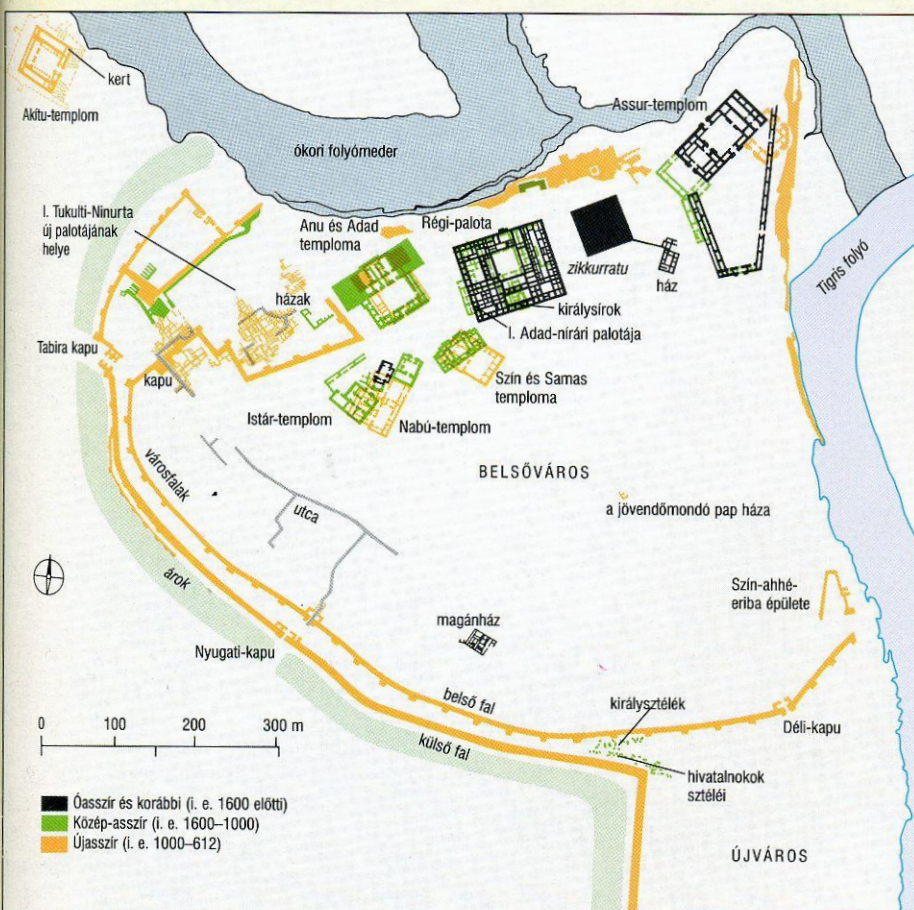 kert
Akítu-templom
ókori folyómeder
Assur-templom
I. Tukulti-Ninurta
új palotájának
helye
Anu és Adad
temploma
Régi-palota
zikkurratu
ház
Tigris folyó
házak
királysírok
I. Adad-nírári palotája
Tabira kapu
kapu
Szín és Samas
temploma
Istár-templom
Nabú-templom
BELSŐVÁROS
városfalak
utca
a jövendőmondó pap háza
árok
Szín-ahhé-
eriba épülete
magánház
Nyugati-kapu
belső fal
királysztélék
Déli-kapu
0 100 200 300 m
külső fal
hivatalnokok
sztéléi
Óasszír és korábbi (i. e. 1600 előtti)
Közép-asszír (i. e. 1600–1000)
Újasszír (i. e. 1000–612)
ÚJVÁROS